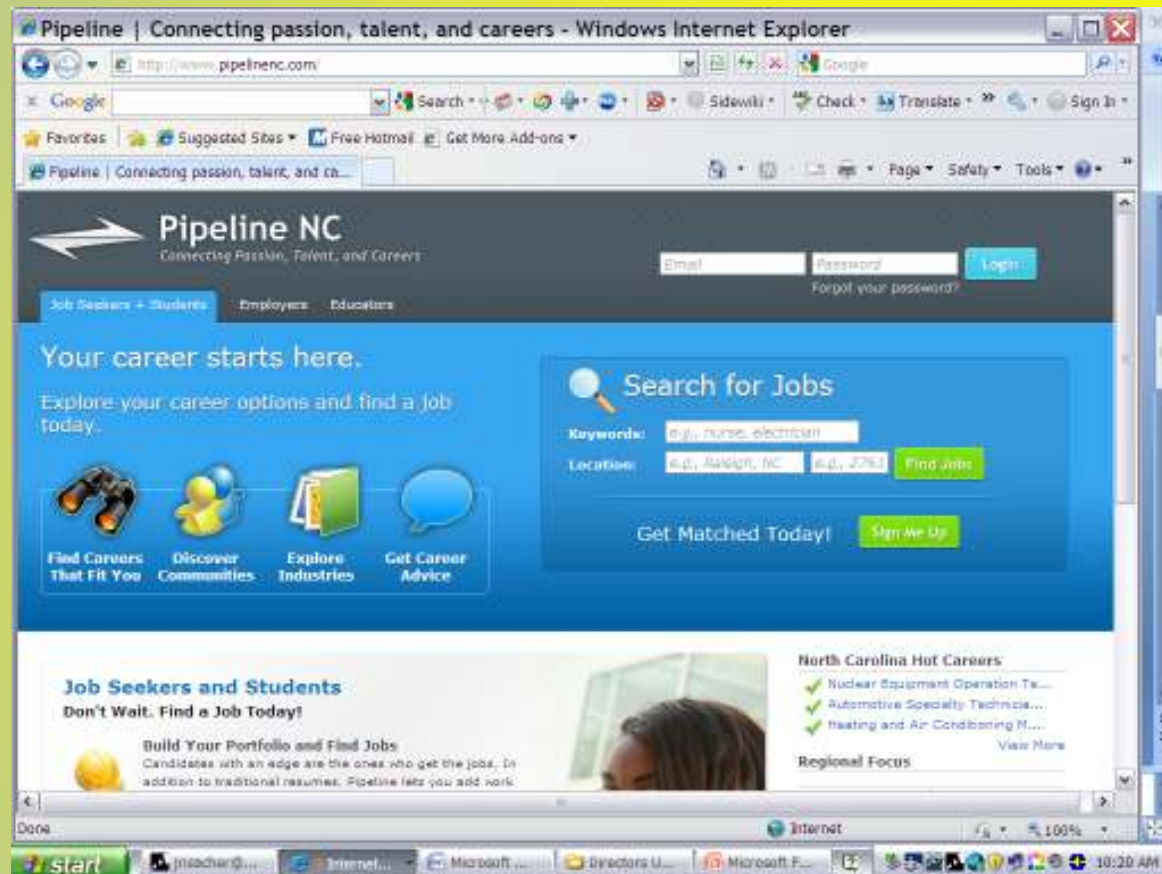 Pipeline | Connecting passion, talent, and careers - Windows Internet Explorer
http://www.pipelinenc.com/
Google
Google
Search
Sidewiki
Check
Translate
Sign In
Favorites
Suggested Sites
Free Hotmail
Get More Add-ons
Pipeline | Connecting passion, talent, and ca...
Page
Safety
Tools
Pipeline NC
Connecting Passion, Talent, and Careers
Email
Password
Login
Forgot your password?
Job Seekers + Students
Employers
Educators
Your career starts here.
Explore your career options and find a job
today.
Search for Jobs
Keywords:
e.g., nurse, electrician
Location:
e.g., Raleigh, NC
e.g., 2761
Find Jobs
Get Matched Today!
Sign Me Up
Find Careers
That Fit You
Discover
Communities
Explore
Industries
Get Career
Advice
Job Seekers and Students
Don't Wait. Find a Job Today!
Build Your Portfolio and Find Jobs
Candidates with an edge are the ones who get the jobs. In
addition to traditional resumes, Pipeline lets you add work
North Carolina Hot Careers
Nuclear Equipment Operation Te....
Automotive Specialty Technicia...
Heating and Air Conditioning M....
View More
Regional Focus
Done
Internet
100%
start
Internet...
Microsoft ...
Directors U...
Microsoft P...
10:20 AM